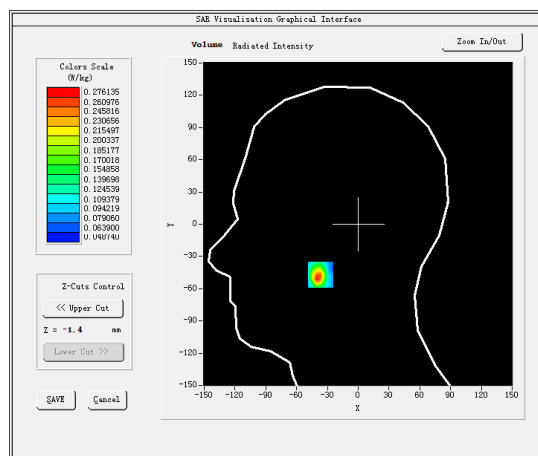 SAR Visualisation Graphical Interface
Volume Radiated Intensity
Zoom In/Out
Colors Scale
(W/kg)
0.276135
0.260976
0.245816
0.230656
0.215497
0.200337
0.185177
0.170018
0.154858
0.139698
0.124539
0.109379
0.094219
0.079060
0.063900
0.048740
Z-Cuts Control
<< Upper Cut
Z = -1.4 mm
Lower Cut >>
SAVE
Cancel
150
120
90
60
30
0
-30
-60
-90
-120
-150
Y
-150 -120 -90 -60 -30 0 30 60 90 120 150
X